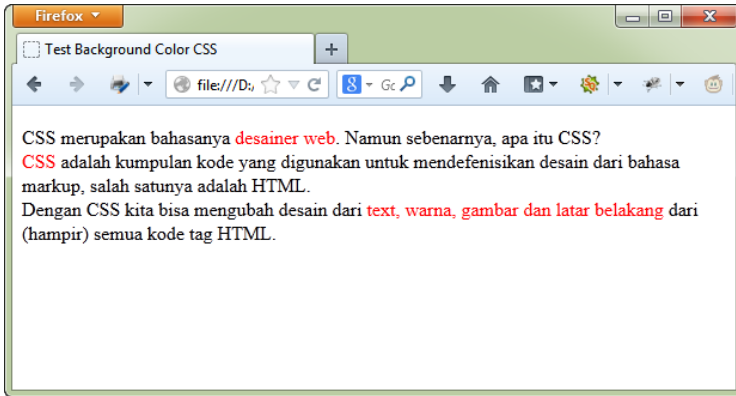 Firefox
Test Background Color CSS
file:///D:/
8 Gc
CSS merupakan bahasanya desainer web. Namun sebenarnya, apa itu CSS?
CSS adalah kumpulan kode yang digunakan untuk mendefenisikan desain dari bahasa
markup, salah satunya adalah HTML.
Dengan CSS kita bisa mengubah desain dari text, warna, gambar dan latar belakang dari
(hampir) semua kode tag HTML.